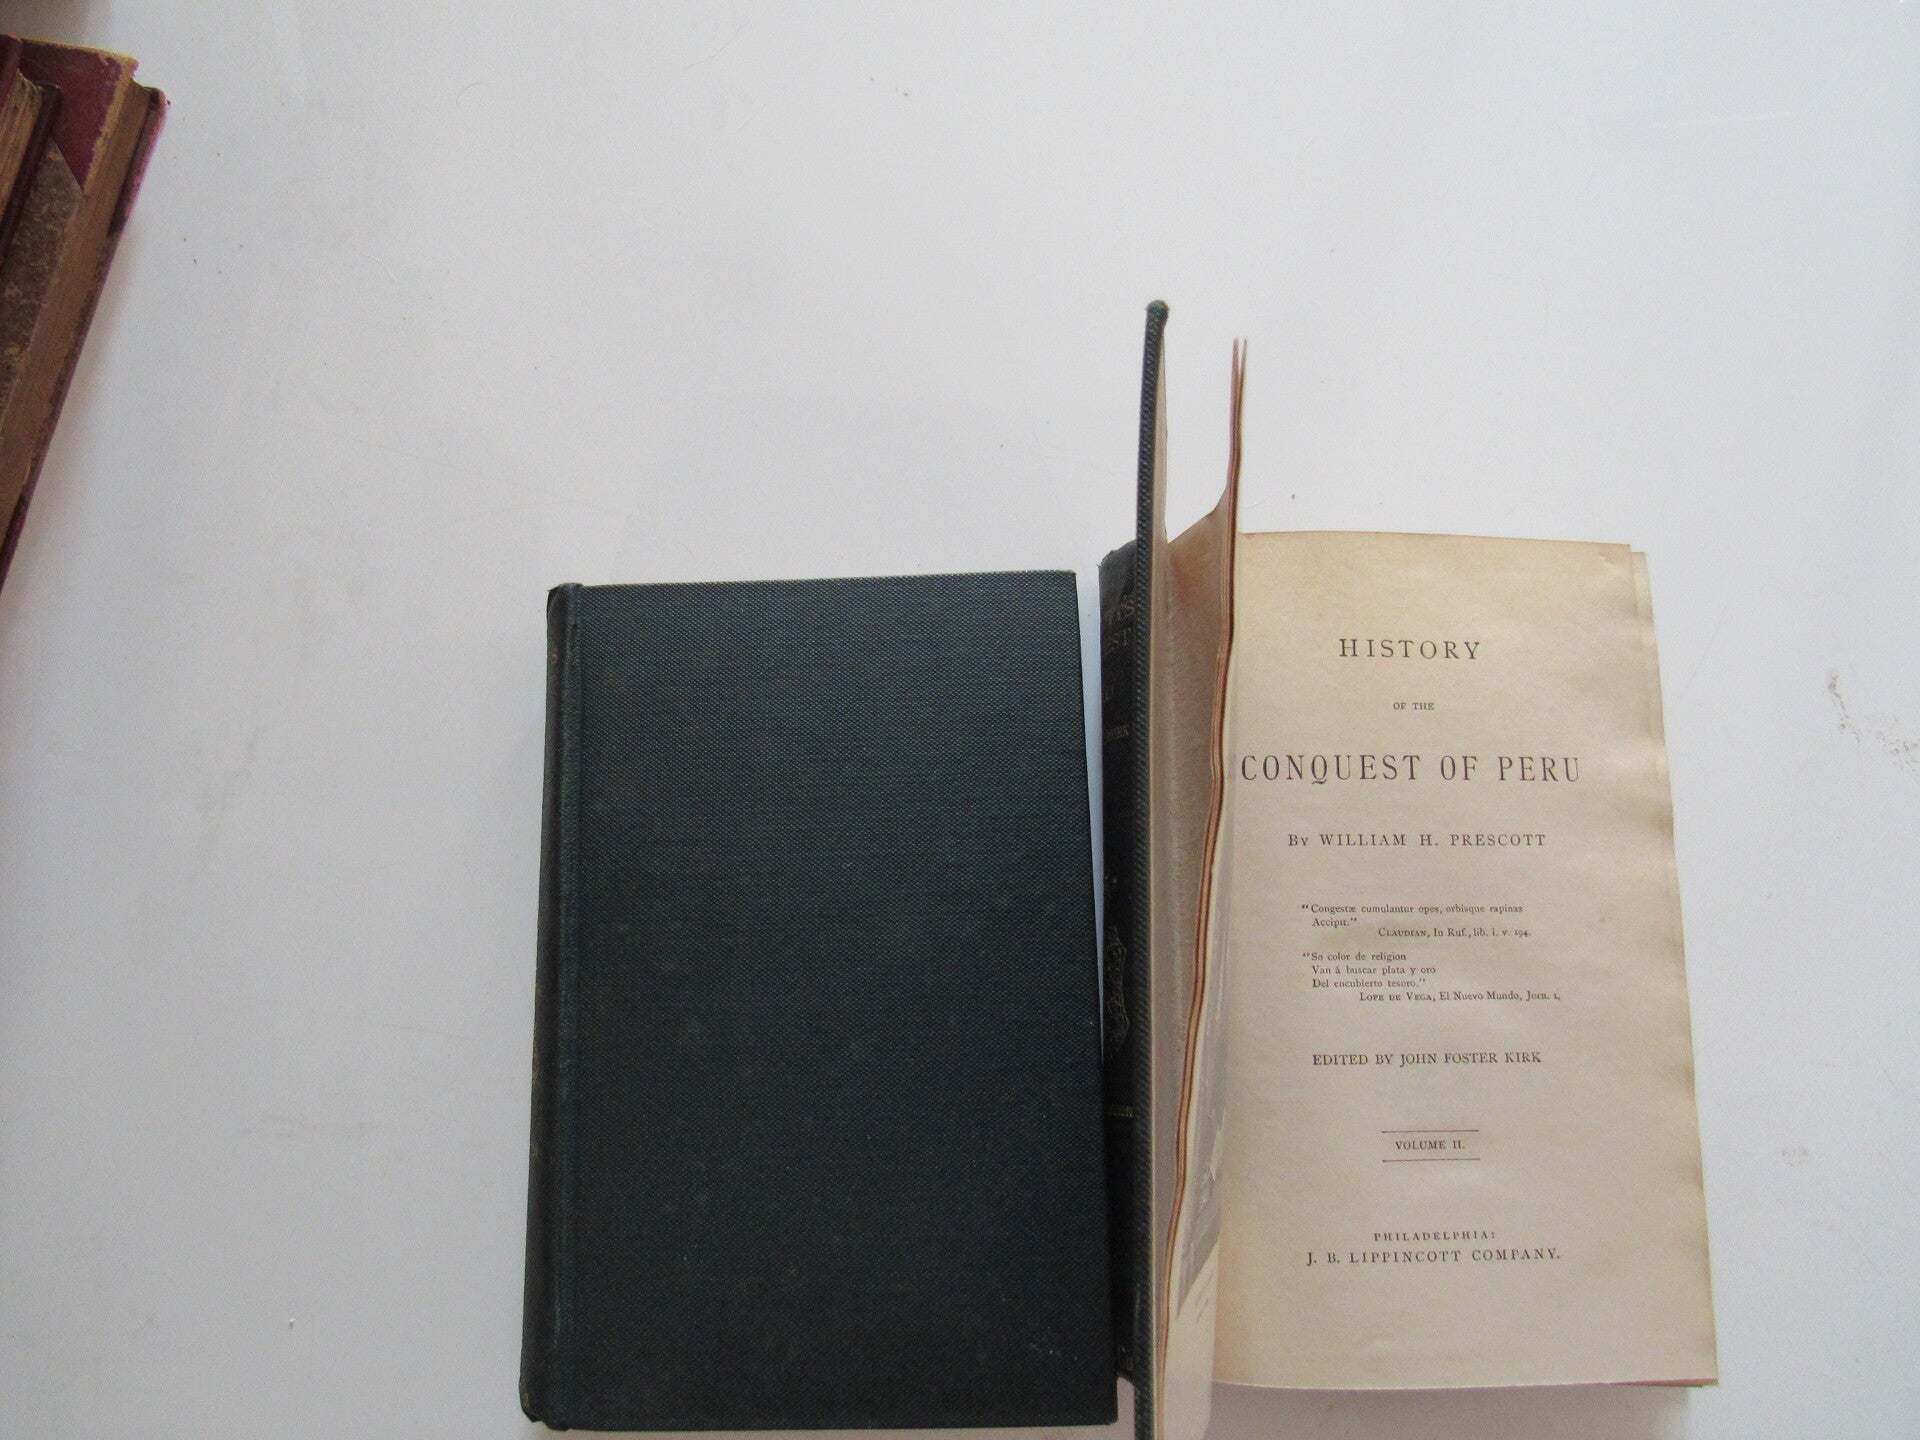 HISTORY
OF THE
CONQUEST OF PERU
By WILLIAM H. PRESCOTT
"Congestæ cumulantur opes, orbisque rapinas
Accipit."
CLAUDIAN, In Ruf., lib. i. v. 194.
"So color de religion
Van á buscar plata y oro
Del encubierto tesoro."
LOPE DE VEGA, El Nuevo Mundo, Jorn. 1.
EDITED BY JOHN FOSTER KIRK
VOLUME II.
PHILADELPHIA:
J. B. LIPPINCOTT COMPANY.